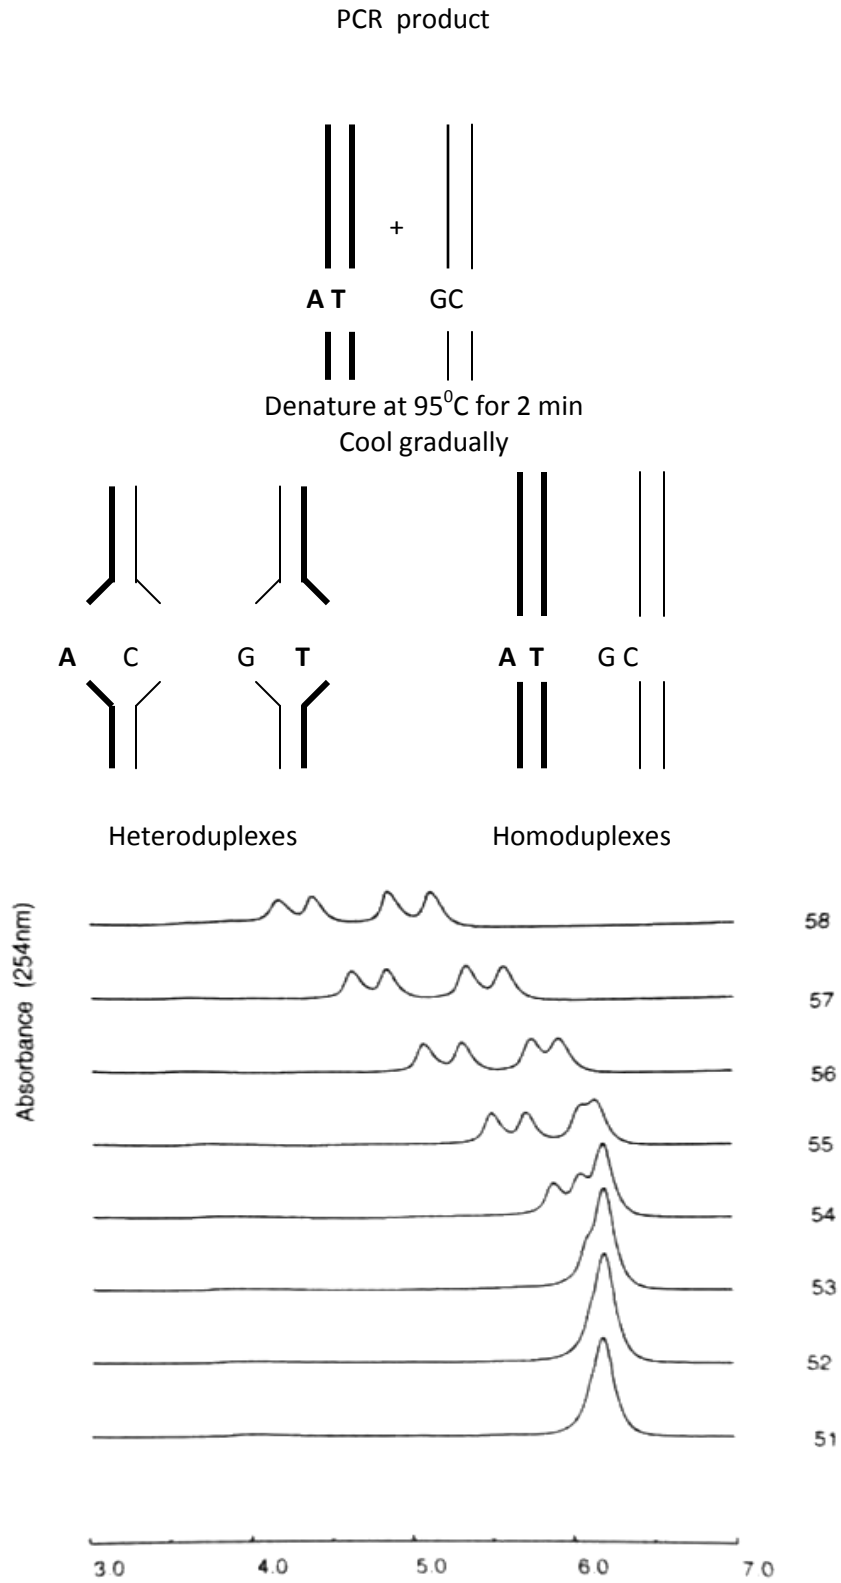 PCR product
+
A T GC
Denature at 95⁰C for 2 min
Cool gradually
A C G T A T G C
Heteroduplexes Homoduplexes
Absorbance (254nm)
58
57
56
55
54
53
52
51
3.0 4.0 5.0 6.0 7 0